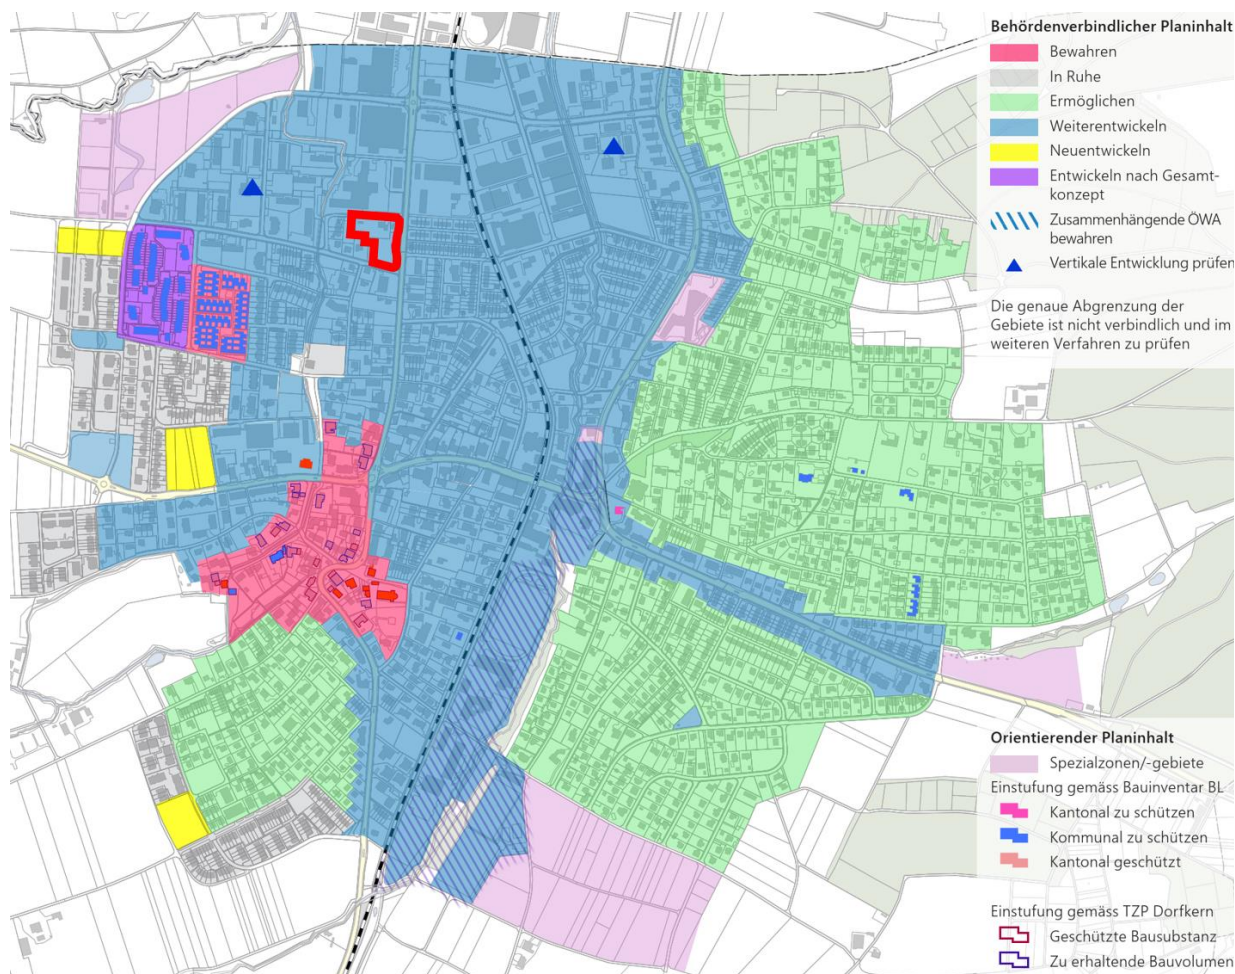 Behördenverbindlicher Planinhalt
Bewahren
In Ruhe
Ermöglichen
Weiterentwickeln
Neuentwickeln
Entwickeln nach Gesamt-
konzept
Zusammenhängende ÖWA
bewahren
Vertikale Entwicklung prüfen
Die genaue Abgrenzung der
Gebiete ist nicht verbindlich und im
weiteren Verfahren zu prüfen
Orientierender Planinhalt
Spezialzonen/-gebiete
Einstufung gemäss Bauinventar BL
Kantonal zu schützen
Kommunal zu schützen
Kantonal geschützt
Einstufung gemäss TZP Dorfkern
Geschützte Bausubstanz
Zu erhaltende Bauvolumen